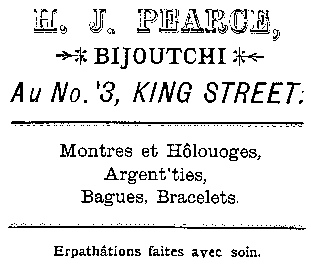 H. J. PEARCE,
BIJOUTCHI
Au No. '3, KING STREET.
Montres et Hôlouoges,
Argent'ties,
Bagues, Bracelets.
Erpathâtions faites avec soin.